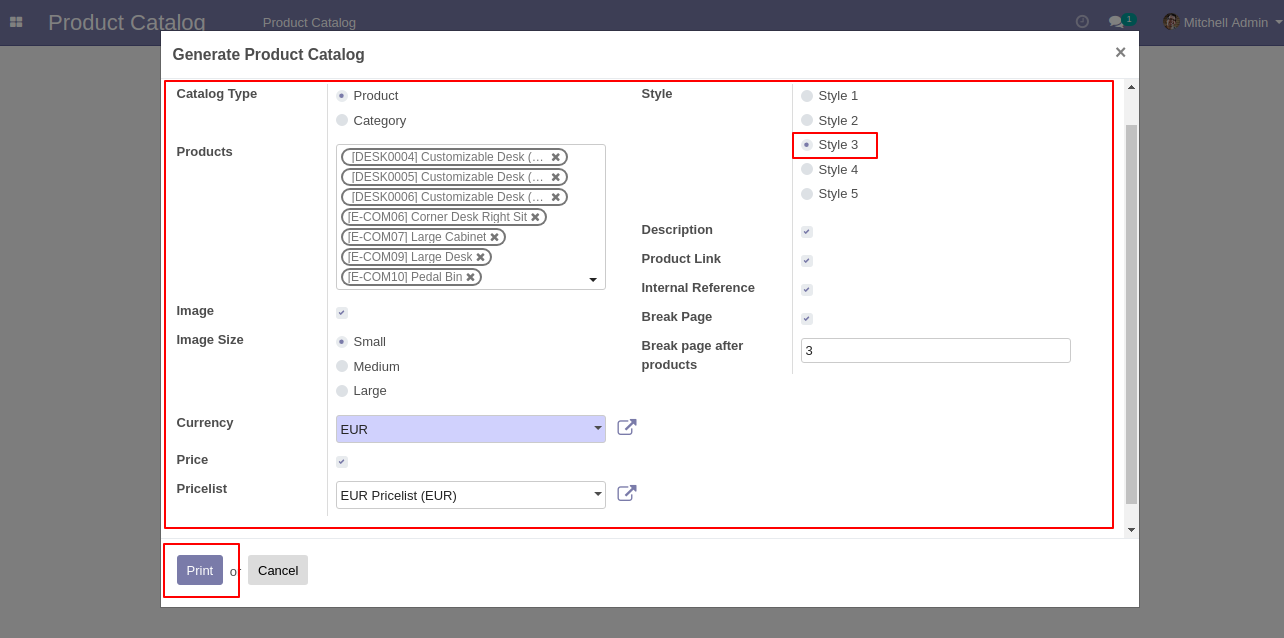 Product Catalog
Product Catalog
1
Mitchell Admin
Generate Product Catalog
×
Catalog Type
Product
Category
Products
[DESK0004] Customizable Desk (…
[DESK0005] Customizable Desk (…
[DESK0006] Customizable Desk (…
[E-COM06] Corner Desk Right Sit
[E-COM07] Large Cabinet
[E-COM09] Large Desk
[E-COM10] Pedal Bin
Image
Image Size
Small
Medium
Large
Currency
EUR
Price
Pricelist
EUR Pricelist (EUR)
Style
Style 1
Style 2
Style 3
Style 4
Style 5
Description
Product Link
Internal Reference
Break Page
Break page after
products
3
Print or Cancel